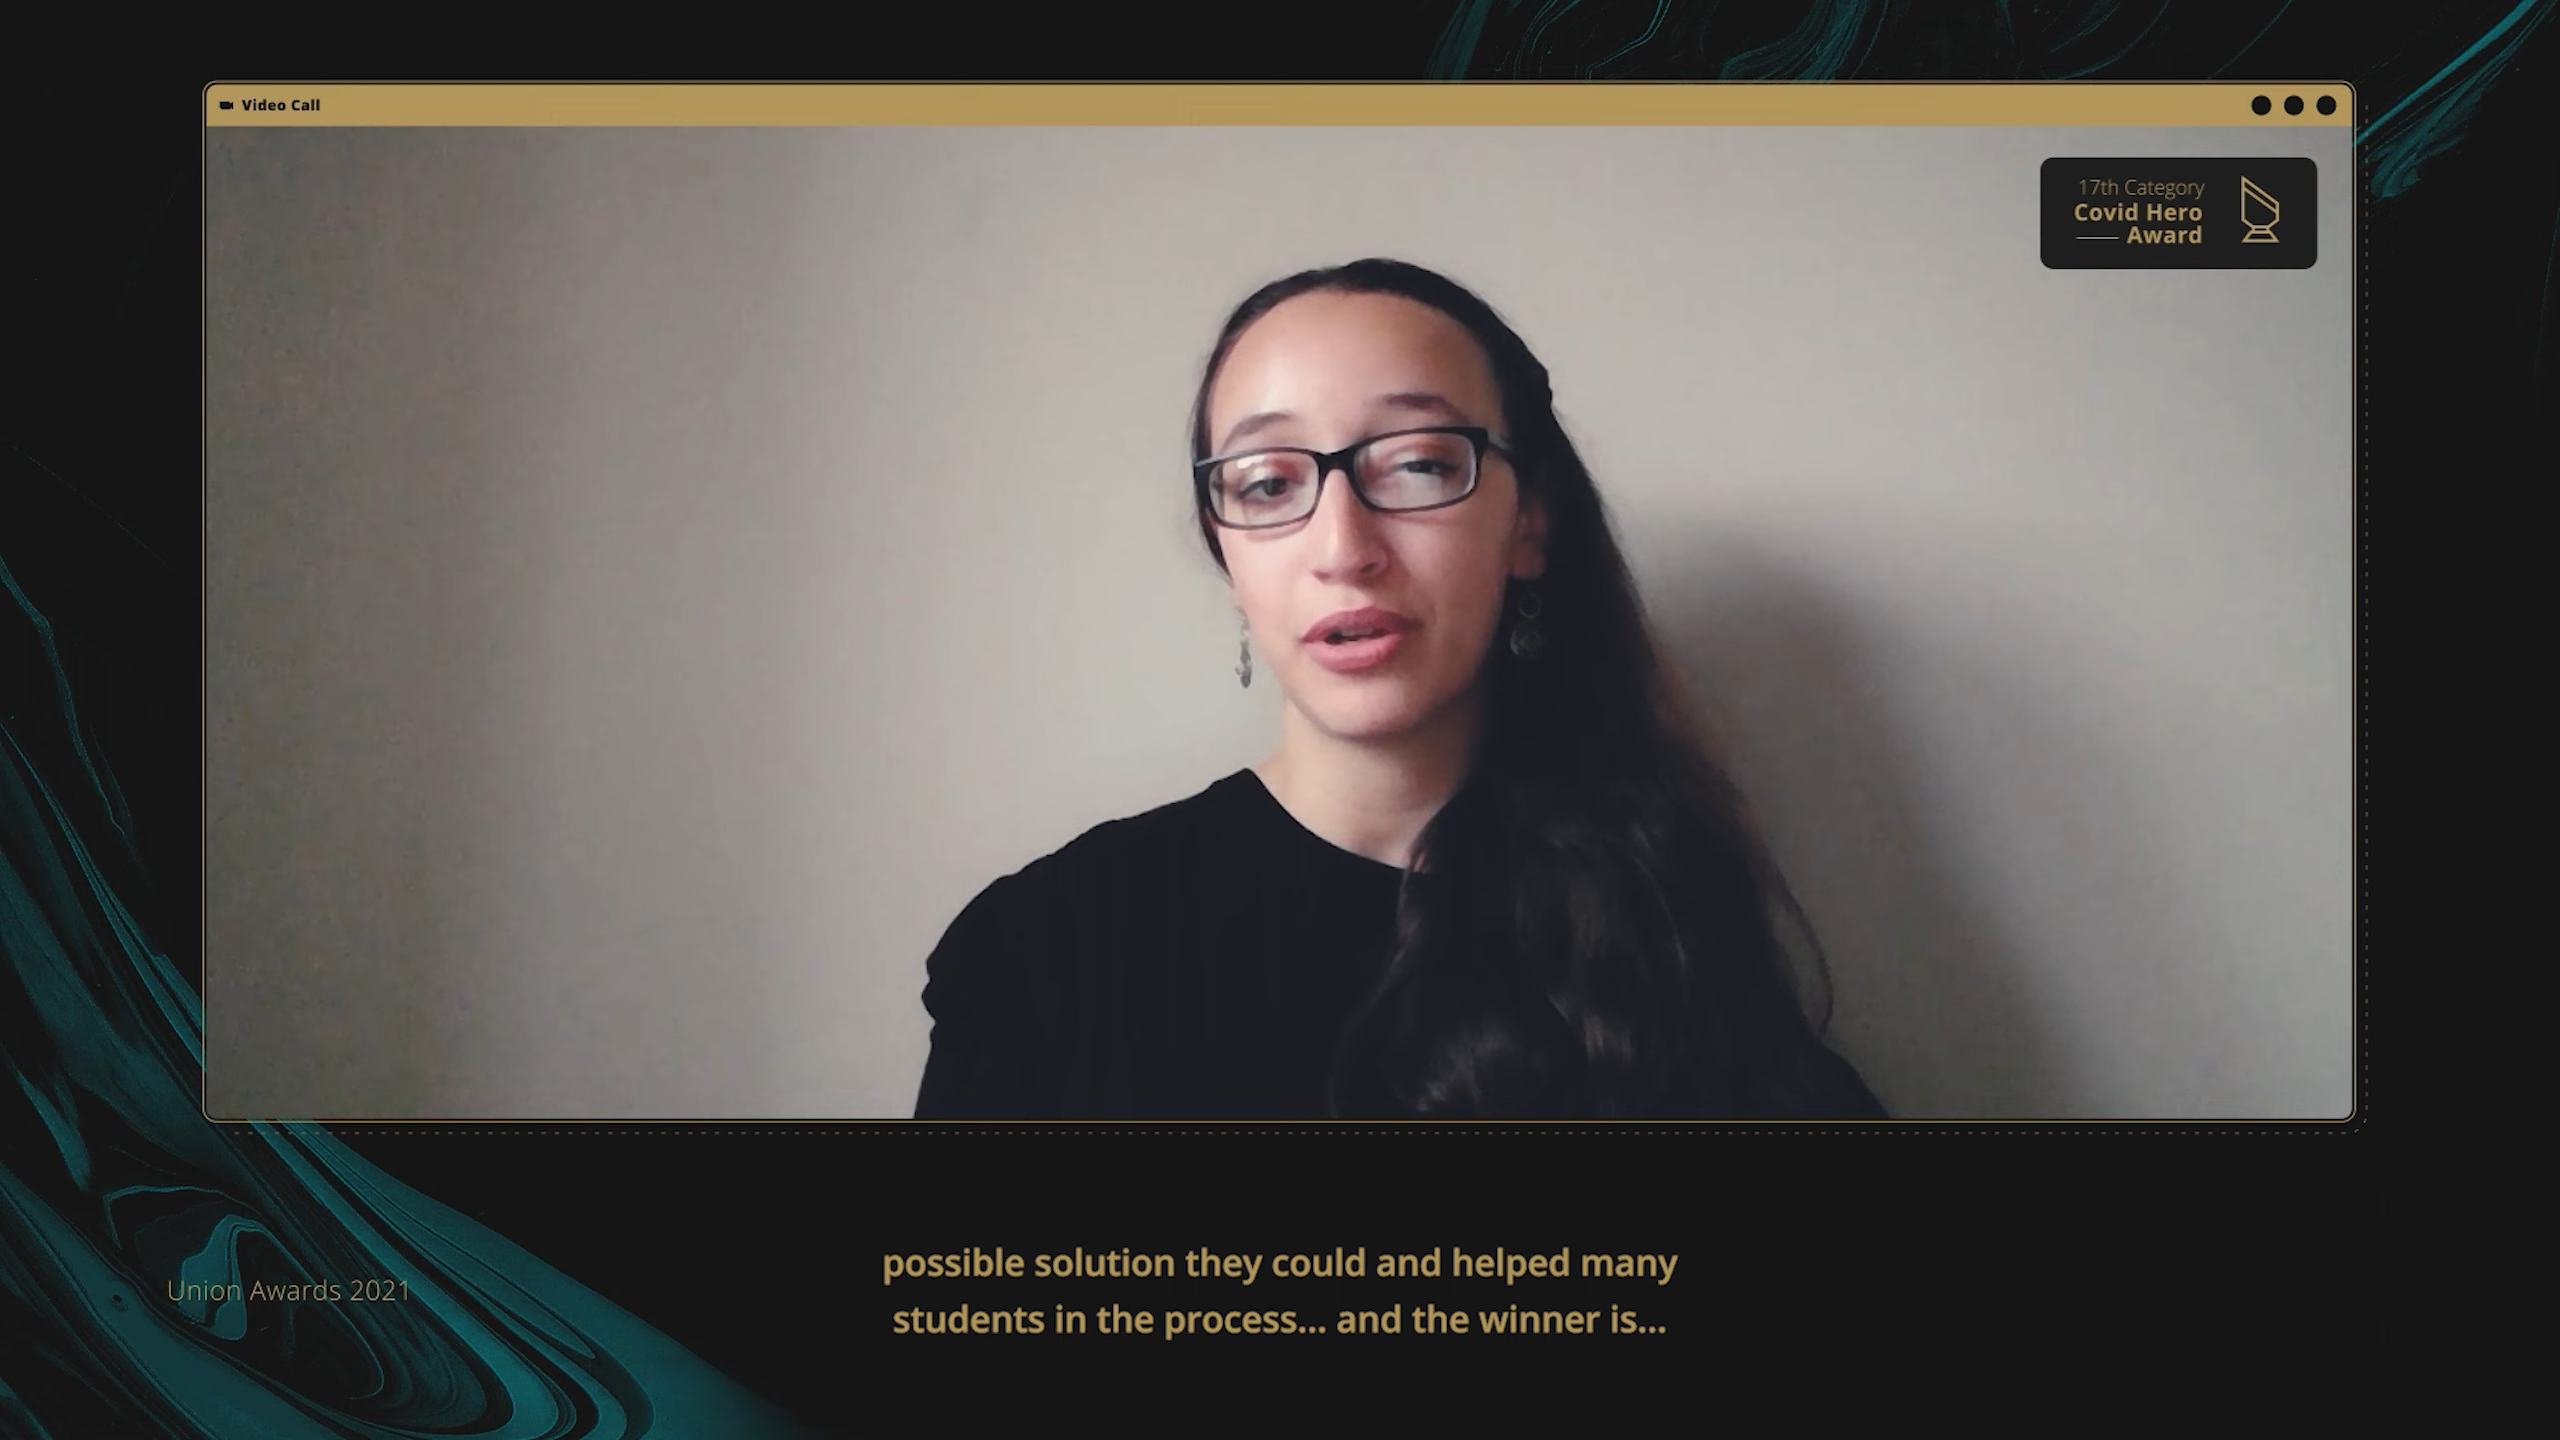 Video Call
17th Category
Covid Hero
Award
possible solution they could and helped many
students in the process... and the winner is...
Union Awards 2021